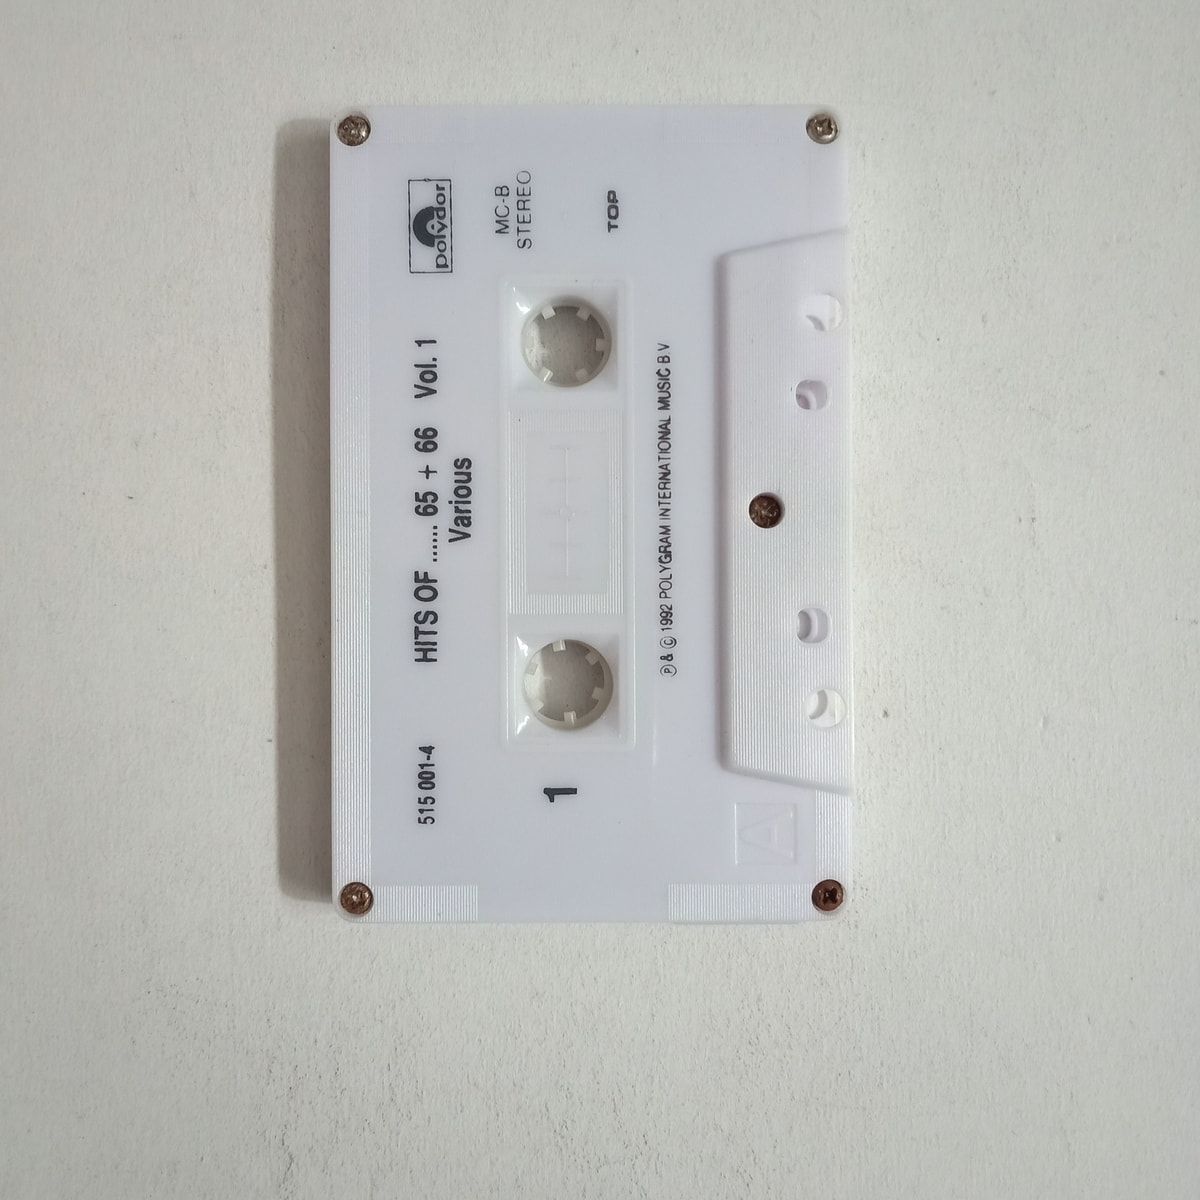 515 001-4 HITS OF ...... 65 + 66 Vol. 1 polydor
Various
MC-B
STEREO
1
TOP
℗ & © 1992 POLYGRAM INTERNATIONAL MUSIC B V
A